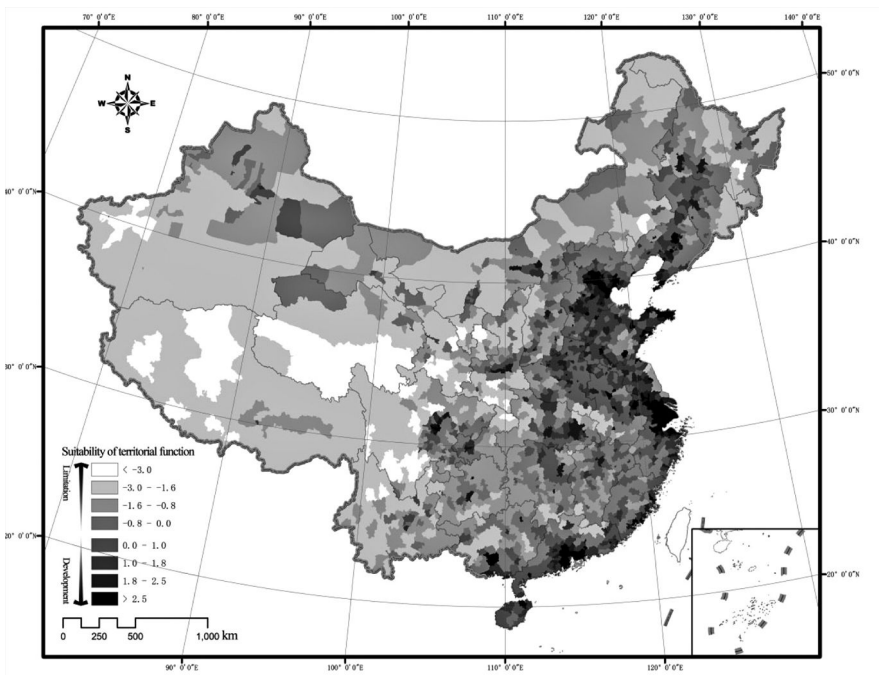 70° 0′0″E 80° 0′0″E 90° 0′0″E 100° 0′0″E 110° 0′0″E 120° 0′0″E 130° 0′0″E 140° 0′0″E
50° 0′0″N
N
W E
S
40° 0′0″N
30° 0′0″N
20° 0′0″N
40° 0′0″N
30° 0′0″N
20° 0′0″N
Suitability of territorial function
Limitation
Development
< -3.0
-3.0 - -1.6
-1.6 - -0.8
-0.8 - 0.0
0.0 - 1.0
1.0 - 1.8
1.8 - 2.5
> 2.5
0 250 500 1,000 km
90° 0′0″E 100° 0′0″E 110° 0′0″E 120° 0′0″E